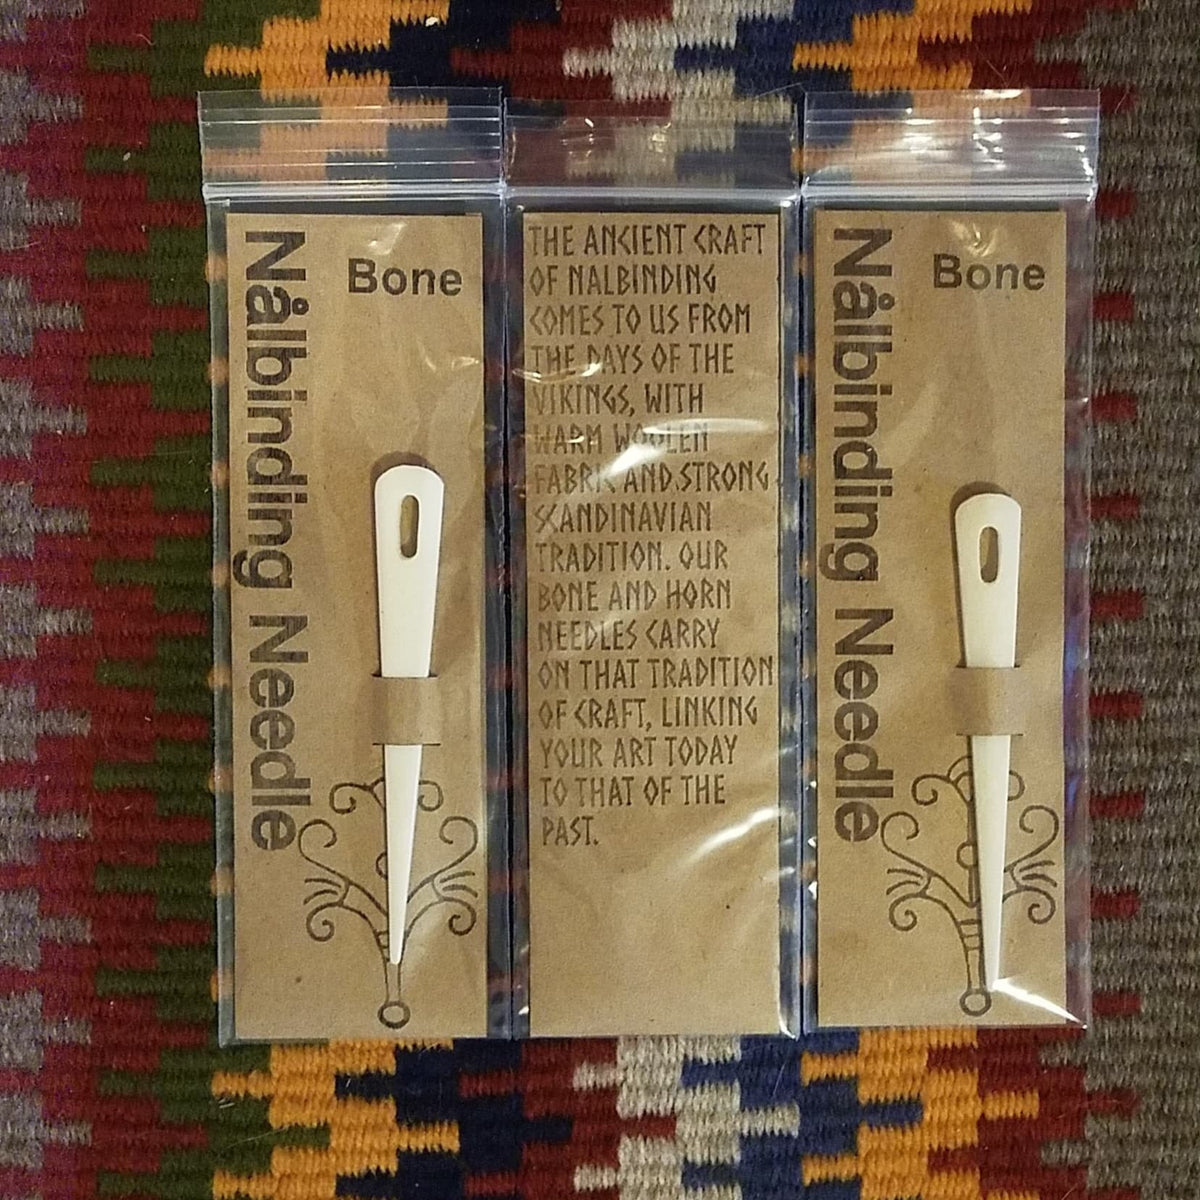 Nålbinding Needle
Bone
THE ANCIENT CRAFT
OF NALBINDING
COMES TO US FROM
THE DAYS OF THE
VIKINGS, WITH
WARM WOOLEN
FABRIC AND STRONG
SCANDINAVIAN
TRADITION. OUR
BONE AND HORN
NEEDLES CARRY
ON THAT TRADITION
OF CRAFT, LINKING
YOUR ART TODAY
TO THAT OF THE
PAST.
Nålbinding Needle
Bone